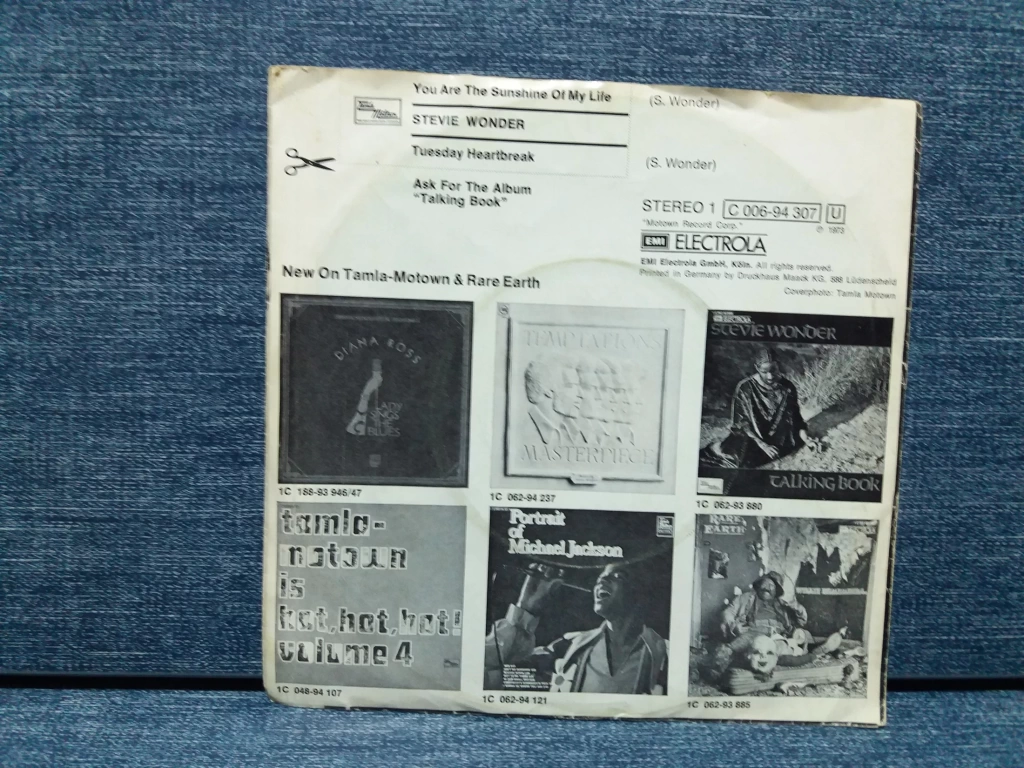 You Are The Sunshine Of My Life (S. Wonder)
STEVIE WONDER
Tuesday Heartbreak (S. Wonder)
Ask For The Album
"Talking Book"
STEREO 1 C 006-94 307 U
"Motown Record Corp." ℗ 1973
EMI ELECTROLA
EMI Electrola GmbH, Köln. All rights reserved.
Printed in Germany by Druckhaus Maack KG, 588 Lüdenscheid
Coverphoto: Tamla Motown
New On Tamla-Motown & Rare Earth
DIANA ROSS
LADY
SINGS
THE
BLUES
1C 188-93 946/47
TEMPTATIONS
MASTERPIECE
1C 062-94 237
STEVIE WONDER
TALKING BOOK
1C 062-93 880
tamla-
motown
is
hot, hot, hot!
volume 4
1C 048-94 107
Portrait
of
Michael Jackson
1C 062-94 121
RARE
EARTH
1C 062-93 885